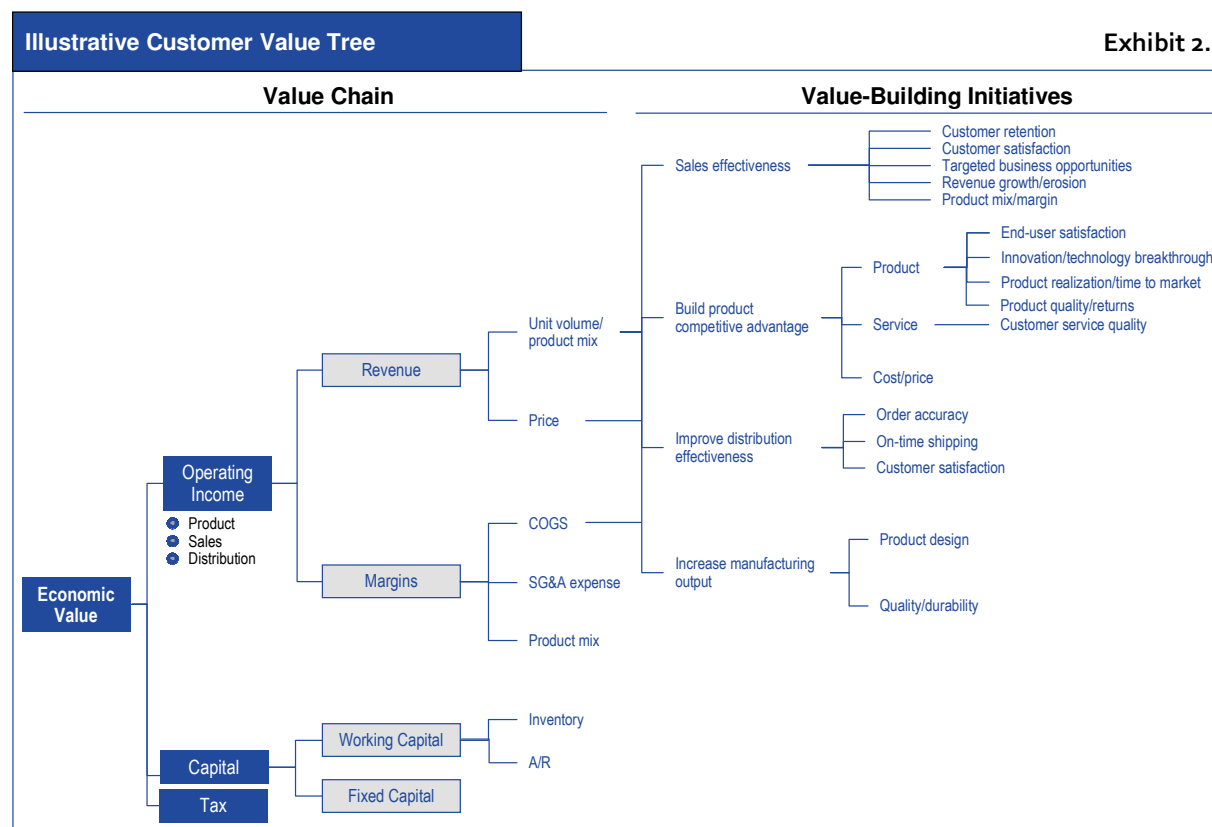 Illustrative Customer Value Tree
Exhibit 2.
Value Chain
Value-Building Initiatives
Economic
Value
Operating
Income
Product
Sales
Distribution
Capital
Tax
Revenue
Margins
Working Capital
Fixed Capital
Unit volume/
product mix
Price
COGS
SG&A expense
Product mix
Inventory
A/R
Sales effectiveness
Customer retention
Customer satisfaction
Targeted business opportunities
Revenue growth/erosion
Product mix/margin
Build product
competitive advantage
Product
End-user satisfaction
Innovation/technology breakthrough
Product realization/time to market
Product quality/returns
Service
Customer service quality
Cost/price
Improve distribution
effectiveness
Order accuracy
On-time shipping
Customer satisfaction
Increase manufacturing
output
Product design
Quality/durability